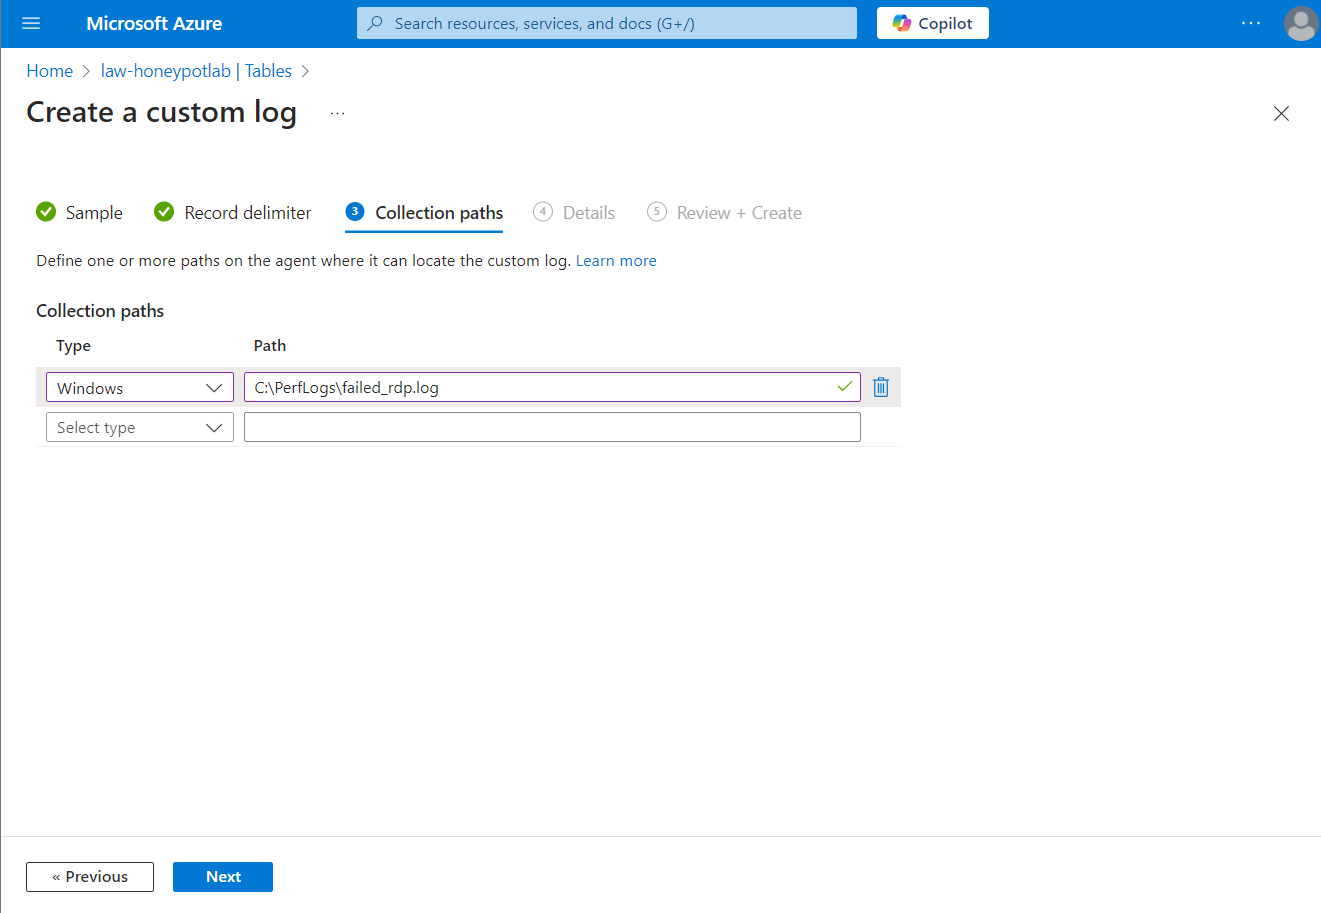 Microsoft Azure
Search resources, services, and docs (G+/)
Copilot
...
Home > law-honeypotlab | Tables >
Create a custom log ...
Sample
Record delimiter
3 Collection paths
4 Details
5 Review + Create
Define one or more paths on the agent where it can locate the custom log. Learn more
Collection paths
Type Path
Windows C:\PerfLogs\failed_rdp.log
Select type
« Previous
Next